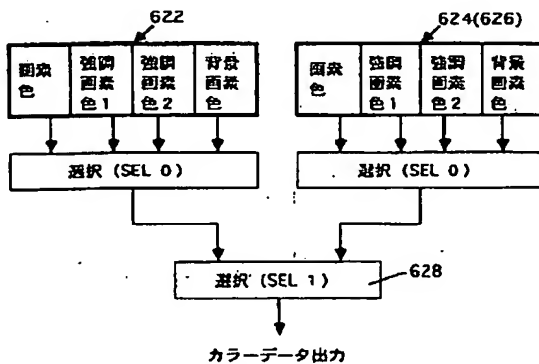 622
624(626)
画素色
強調画素色1
強調画素色2
背景画素色
画素色
強調画素色1
強調画素色2
背景画素色
選択 (SEL 0)
選択 (SEL 0)
選択 (SEL 1)
628
カラーデータ出力